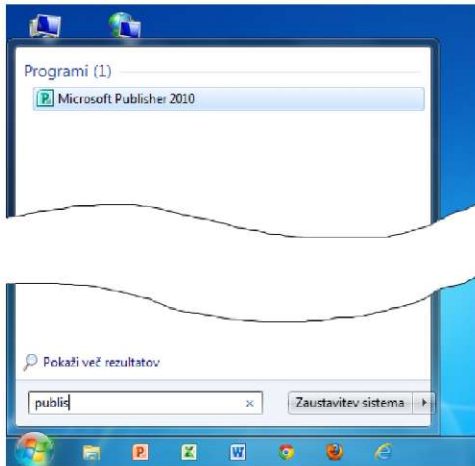 Programi (1)
Microsoft Publisher 2010
Pokaži več rezultatov
publis
Zaustavitev sistema